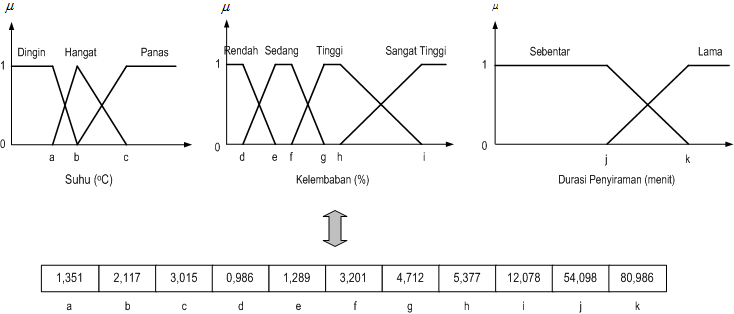 μ
Dingin Hangat Panas
1
0
a b c
Suhu (°C)
μ
Rendah Sedang Tinggi Sangat Tinggi
1
0
d e f g h i
Kelembaban (%)
μ
Sebentar Lama
1
0
j k
Durasi Penyiraman (menit)
1,351 2,117 3,015 0,986 1,289 3,201 4,712 5,377 12,078 54,098 80,986
a b c d e f g h i j k